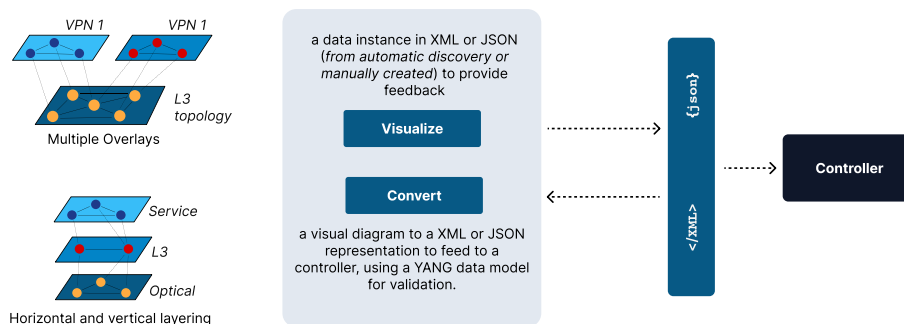 VPN 1
VPN 1
L3
topology
Multiple Overlays
Service
L3
Optical
Horizontal and vertical layering
a data instance in XML or JSON
(from automatic discovery or
manually created) to provide
feedback
Visualize
Convert
a visual diagram to a XML or JSON
representation to feed to a
controller, using a YANG data model
for validation.
{json}
</XML>
Controller